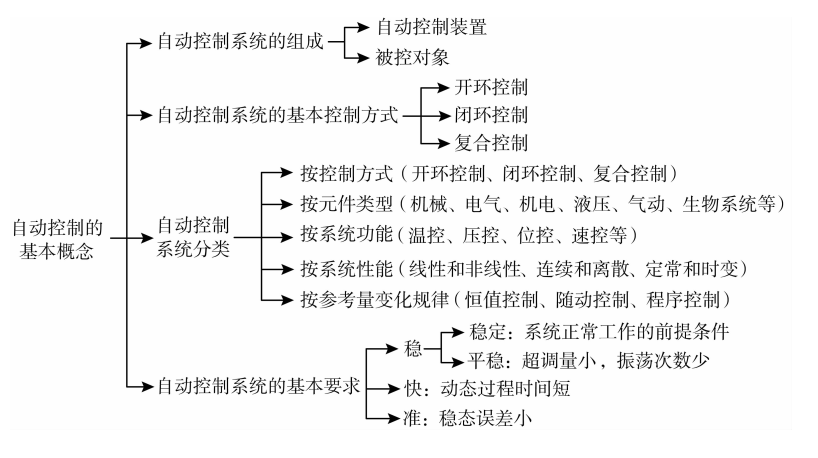 自动控制的
基本概念
自动控制系统的组成
自动控制装置
被控对象
自动控制系统的基本控制方式
开环控制
闭环控制
复合控制
自动控制
系统分类
按控制方式（开环控制、闭环控制、复合控制）
按元件类型（机械、电气、机电、液压、气动、生物系统等）
按系统功能（温控、压控、位控、速控等）
按系统性能（线性和非线性、连续和离散、定常和时变）
按参考量变化规律（恒值控制、随动控制、程序控制）
自动控制系统的基本要求
稳
稳定：系统正常工作的前提条件
平稳：超调量小，振荡次数少
快：动态过程时间短
准：稳态误差小